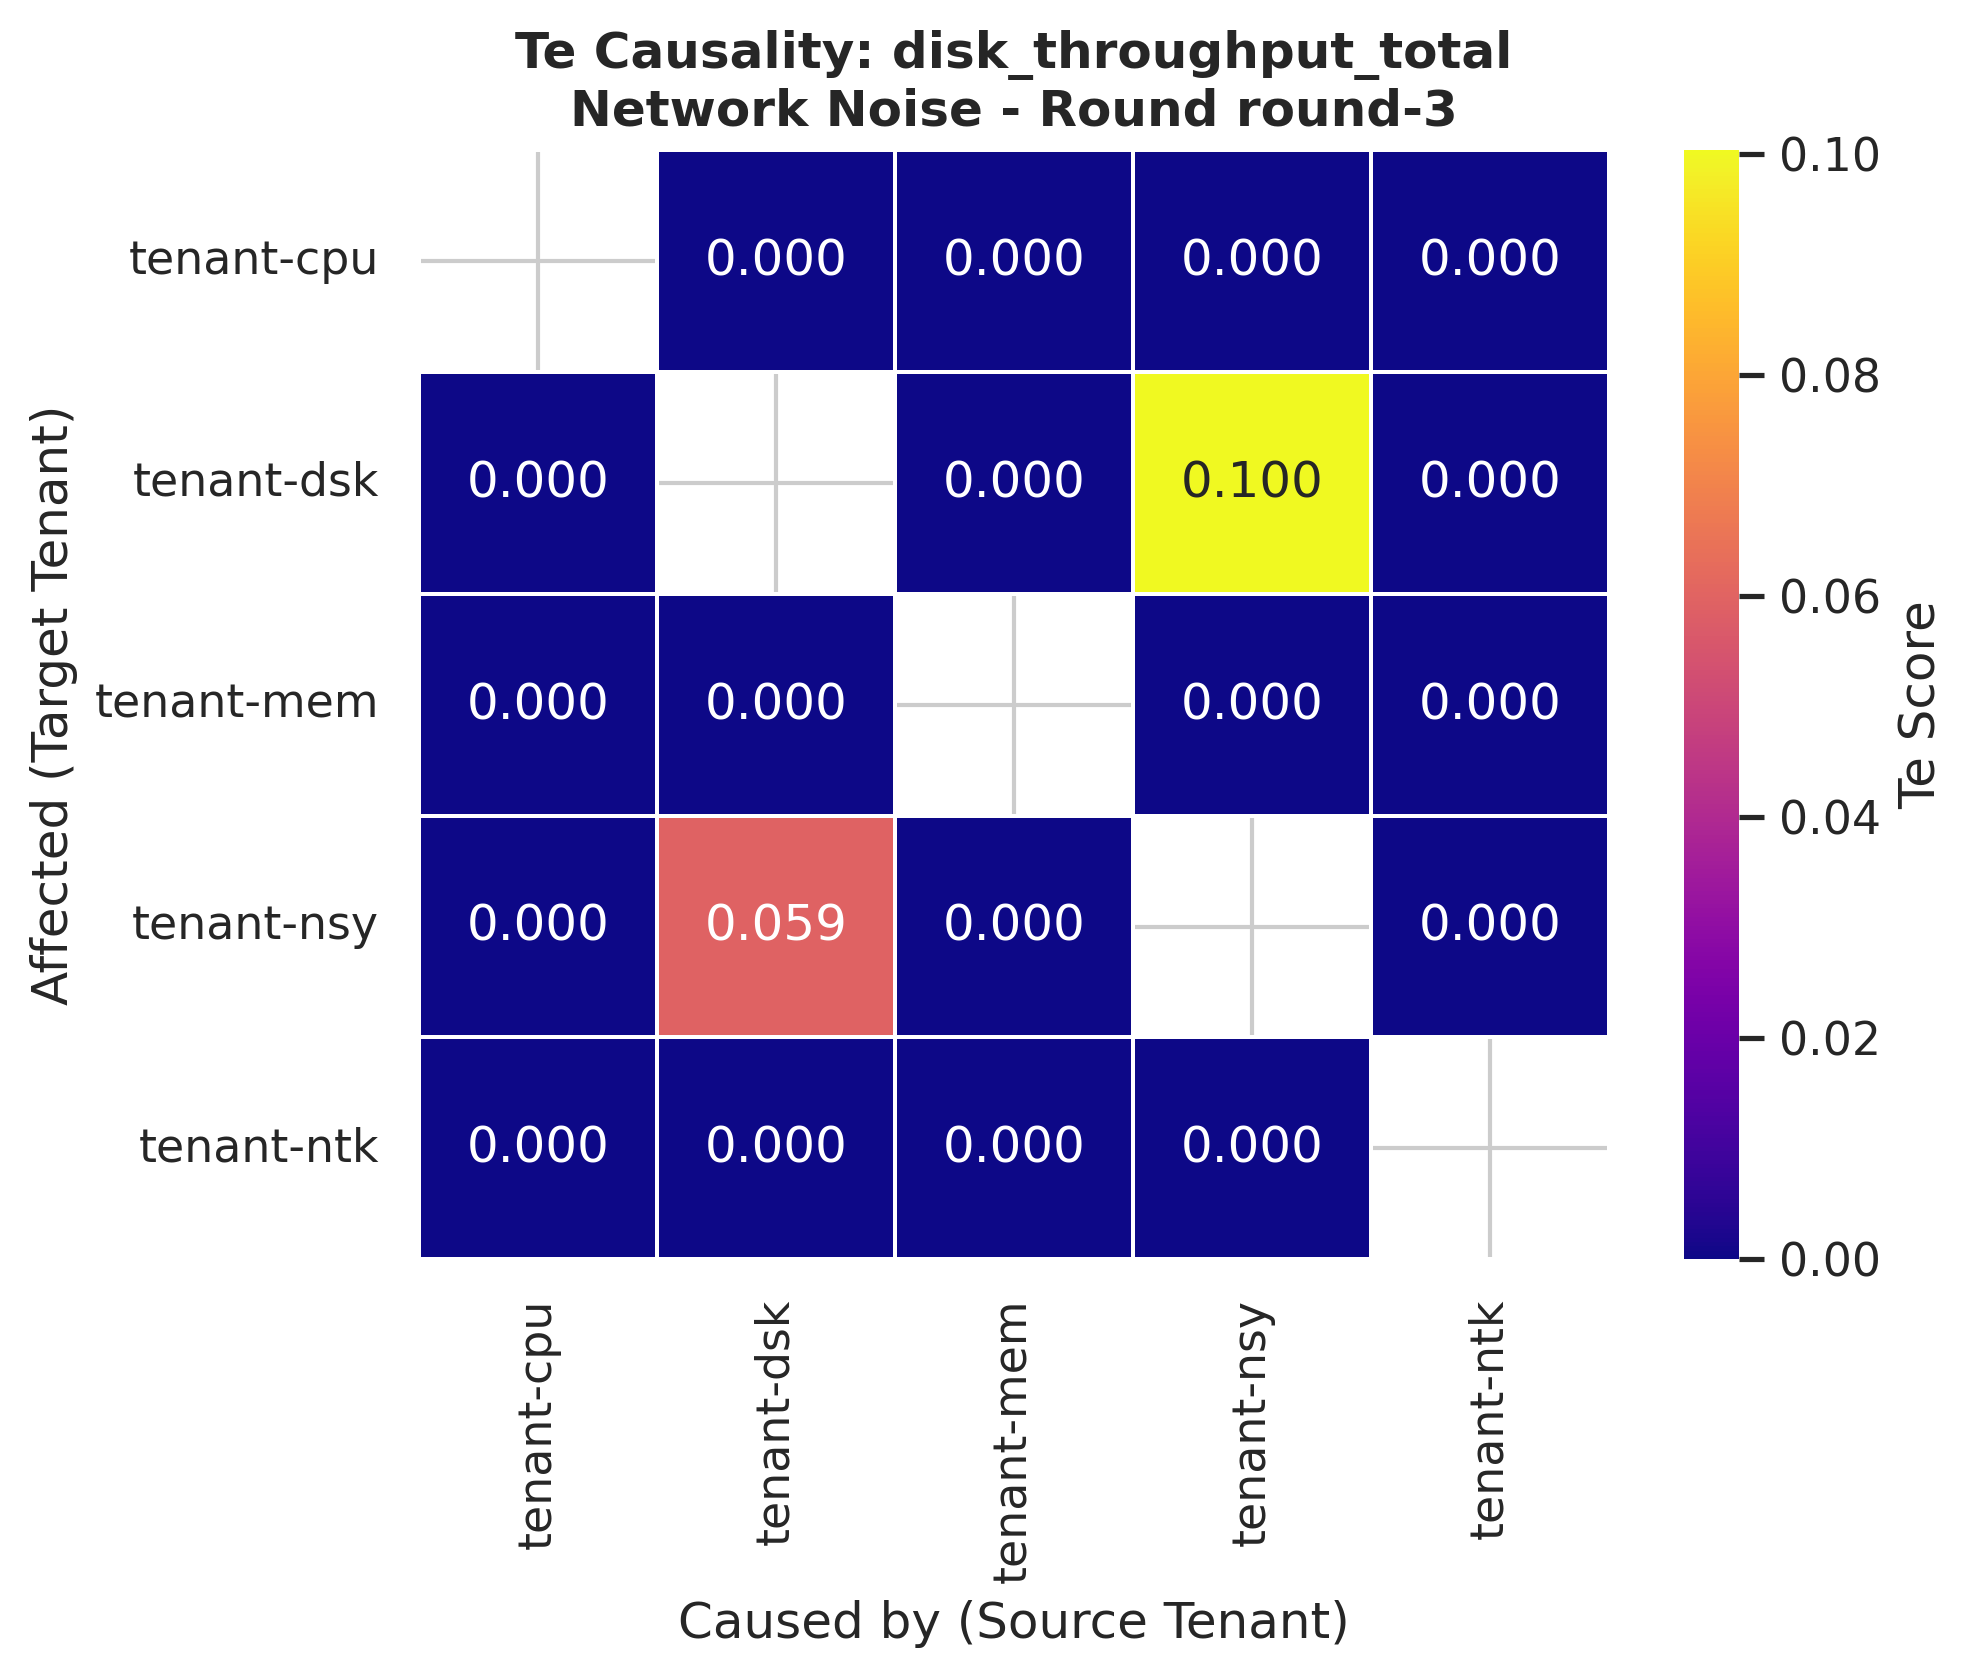 Te Causality: disk_throughput_total
Network Noise - Round round-3
Affected (Target Tenant)
tenant-cpu 0.000 0.000 0.000 0.000
tenant-dsk 0.000 0.000 0.100 0.000
tenant-mem 0.000 0.000 0.000 0.000
tenant-nsy 0.000 0.059 0.000 0.000
tenant-ntk 0.000 0.000 0.000 0.000
tenant-cpu
tenant-dsk
tenant-mem
tenant-nsy
tenant-ntk
Caused by (Source Tenant)
0.10
0.08
0.06
0.04
0.02
0.00
Te Score